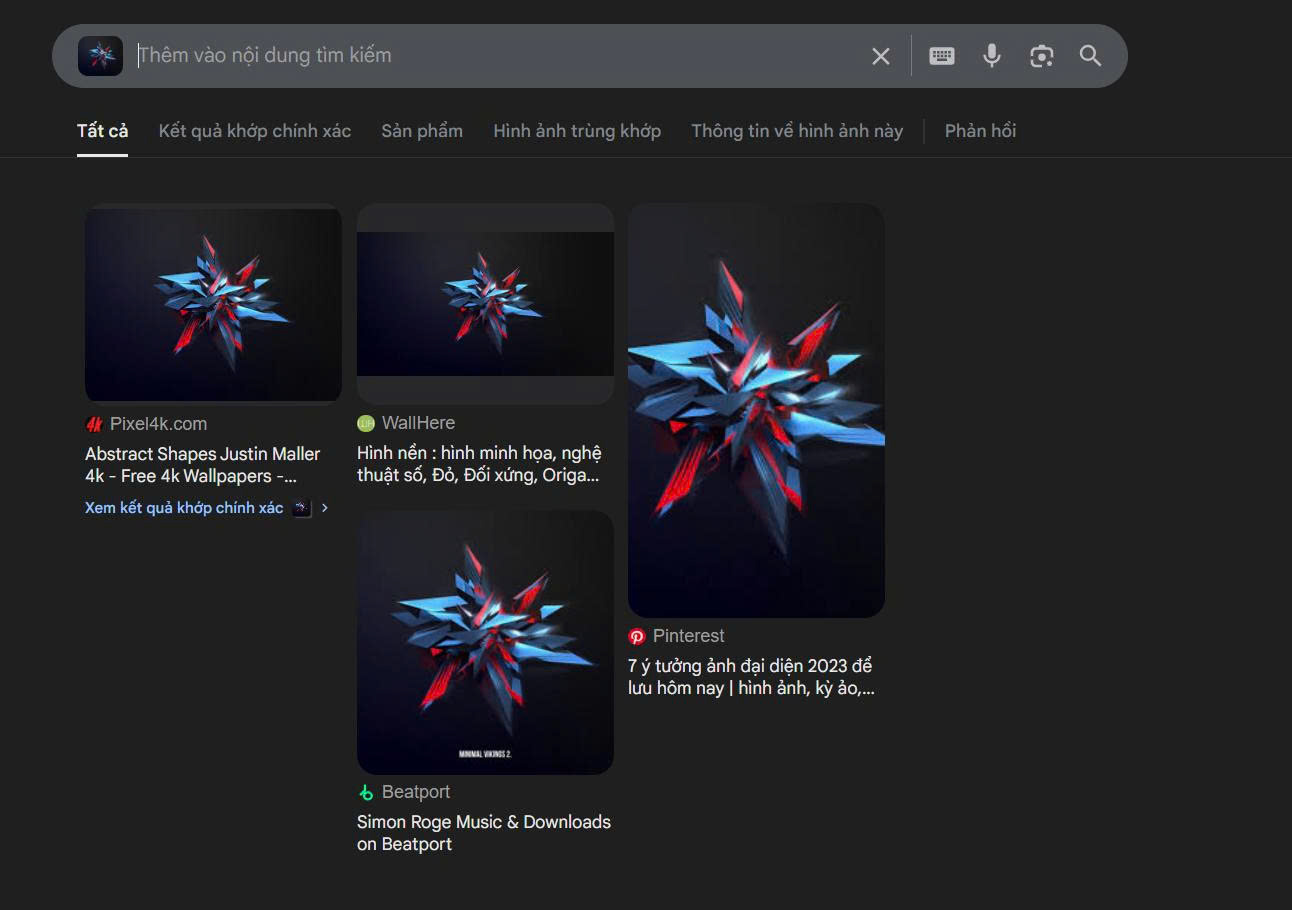 Thêm vào nội dung tìm kiếm
Tất cả
Kết quả khớp chính xác
Sản phẩm
Hình ảnh trùng khớp
Thông tin về hình ảnh này
Phản hồi
Pixel4k.com
Abstract Shapes Justin Maller
4k - Free 4k Wallpapers -...
Xem kết quả khớp chính xác
WallHere
Hình nền : hình minh họa, nghệ
thuật số, Đỏ, Đối xứng, Origa...
MINIMAL VIKINGS 2.
Beatport
Simon Roge Music & Downloads
on Beatport
Pinterest
7 ý tưởng ảnh đại diện 2023 để
lưu hôm nay | hình ảnh, kỳ ảo,...